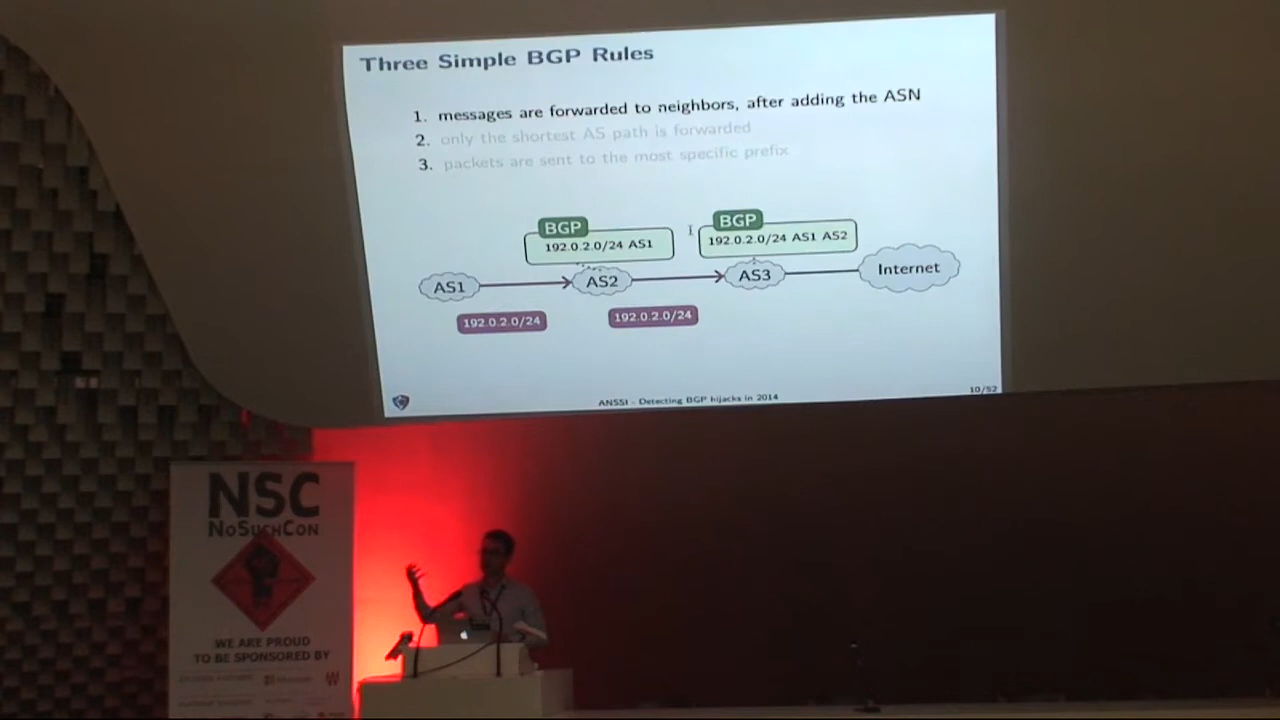 Three Simple BGP Rules
1. messages are forwarded to neighbors, after adding the ASN
2. only the shortest AS path is forwarded
3. packets are sent to the most specific prefix
BGP
192.0.2.0/24 AS1
BGP
192.0.2.0/24 AS1 AS2
AS1
AS2
AS3
Internet
192.0.2.0/24
192.0.2.0/24
ANSSI - Detecting BGP hijacks in 2014
10/52
NSC
NoSuchCon
WE ARE PROUD
TO BE SPONSORED BY